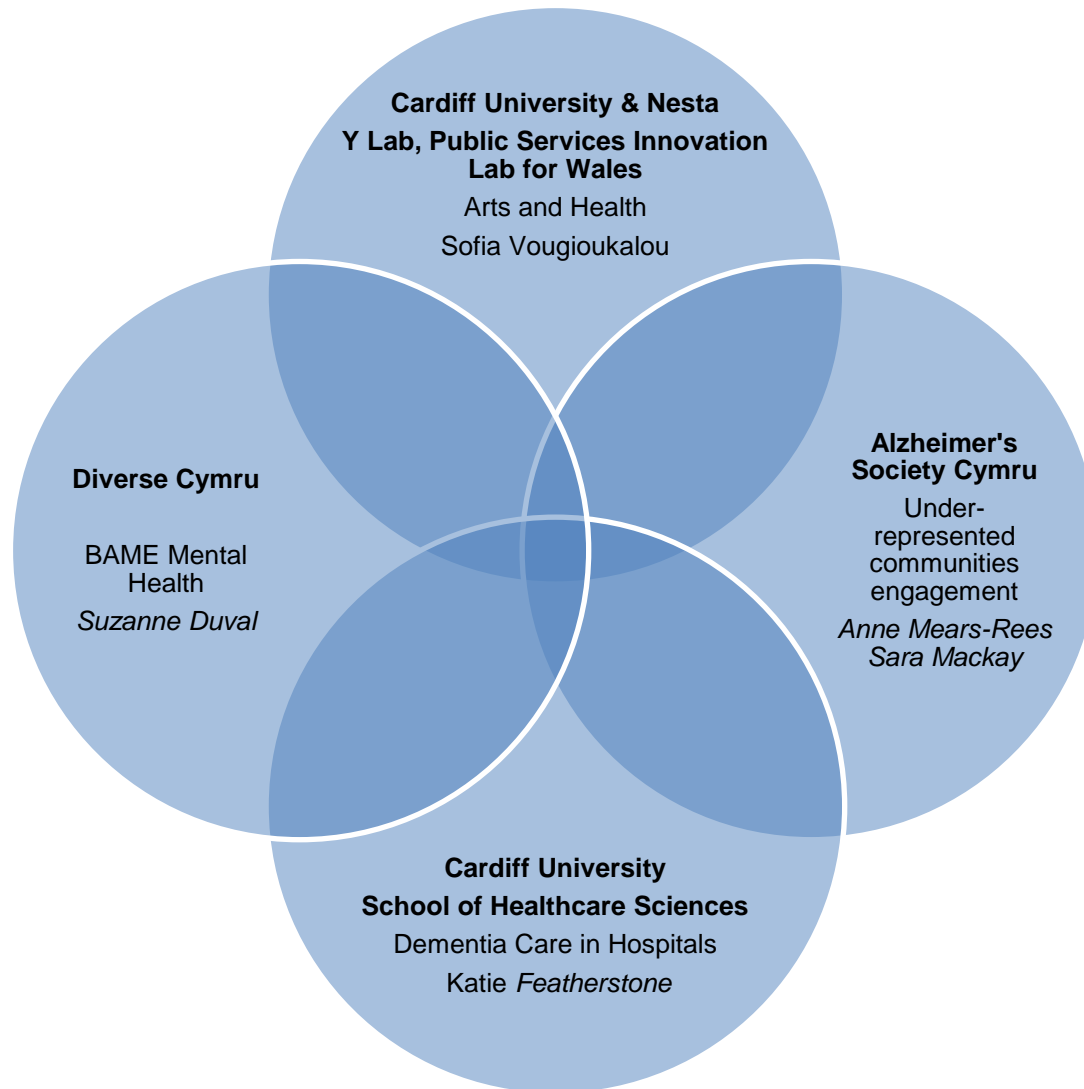 Cardiff University & Nesta
Y Lab, Public Services Innovation
Lab for Wales
Arts and Health
Sofia Vougioukalou
Diverse Cymru
BAME Mental
Health
Suzanne Duval
Alzheimer's
Society Cymru
Under-
represented
communities
engagement
Anne Mears-Rees
Sara Mackay
Cardiff University
School of Healthcare Sciences
Dementia Care in Hospitals
Katie Featherstone